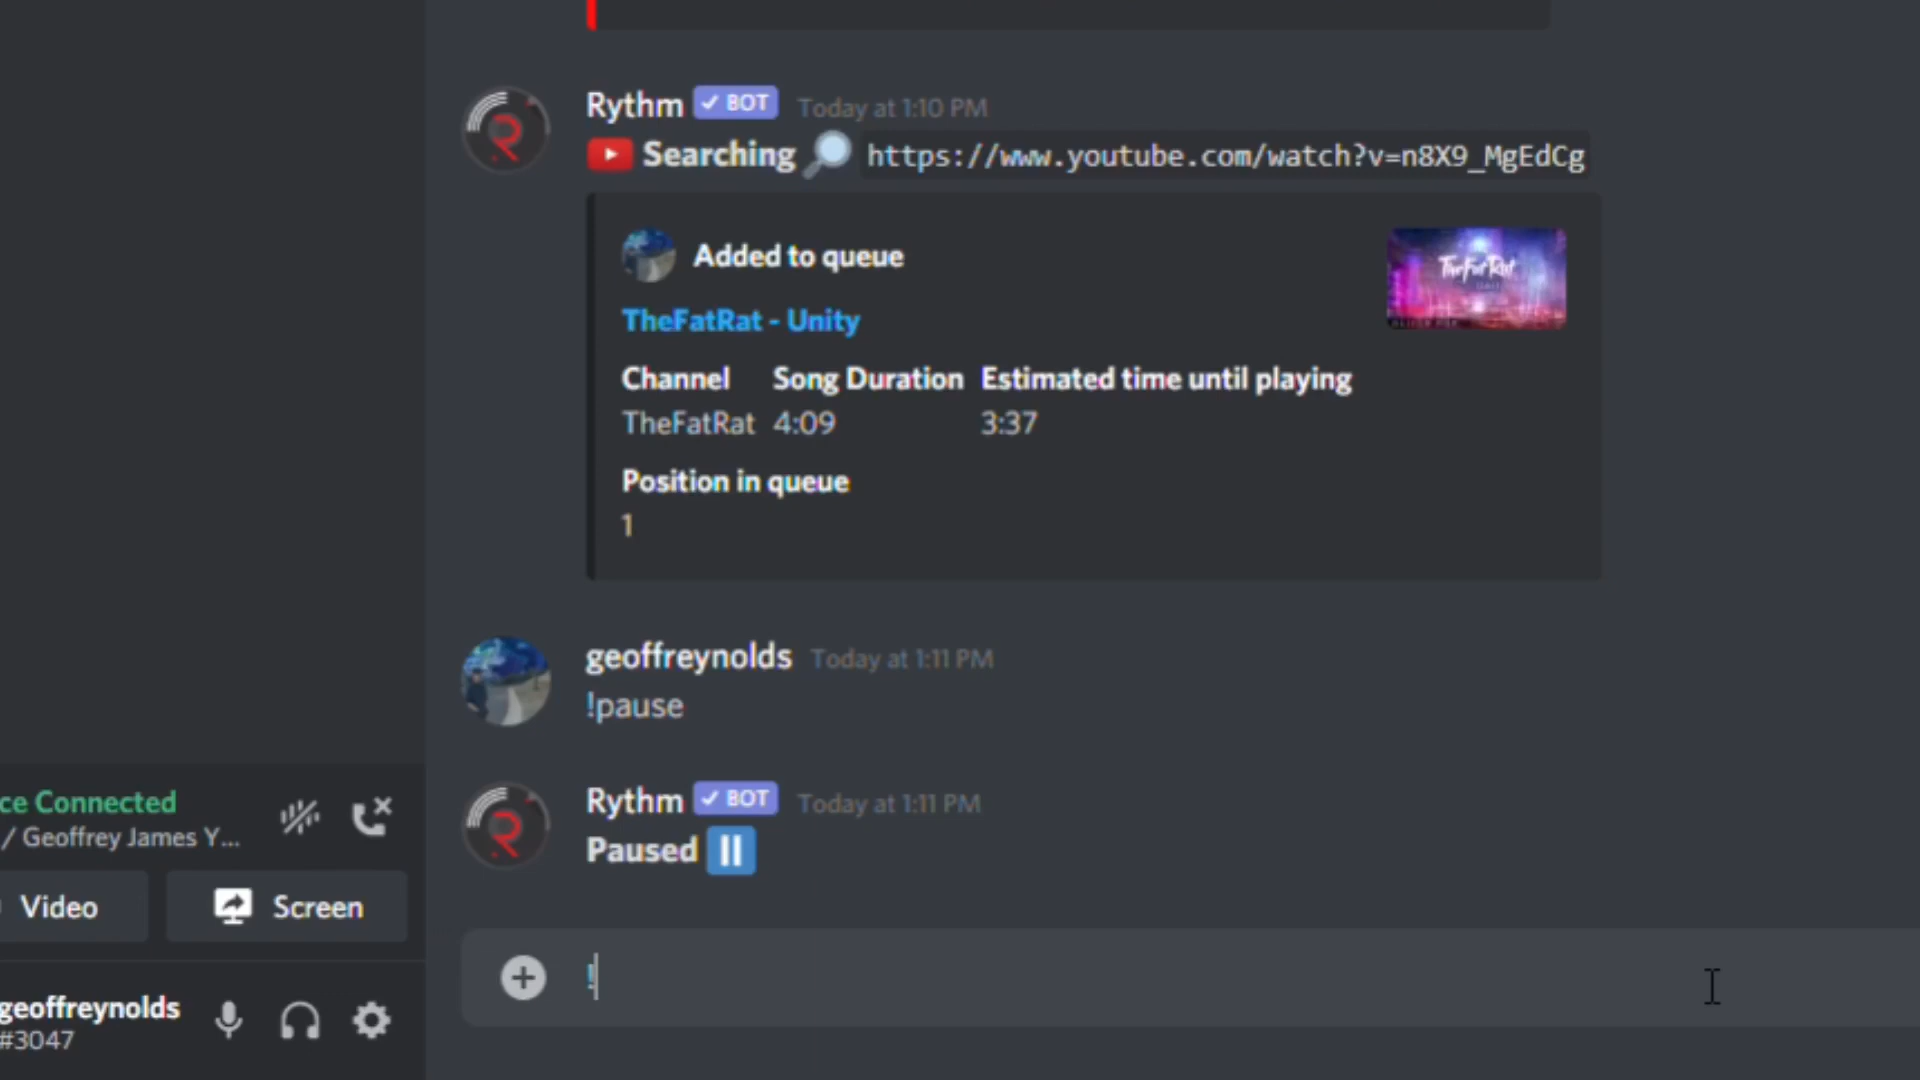 Rythm ✓ BOT Today at 1:10 PM
Searching https://www.youtube.com/watch?v=n8X9_MgEdCg
Added to queue
TheFatRat
TheFatRat - Unity
Channel Song Duration Estimated time until playing
TheFatRat 4:09 3:37
Position in queue
1
geoffreynolds Today at 1:11 PM
!pause
Rythm ✓ BOT Today at 1:11 PM
Paused
!
ce Connected
/ Geoffrey James Y...
Video Screen
geoffreynolds
#3047